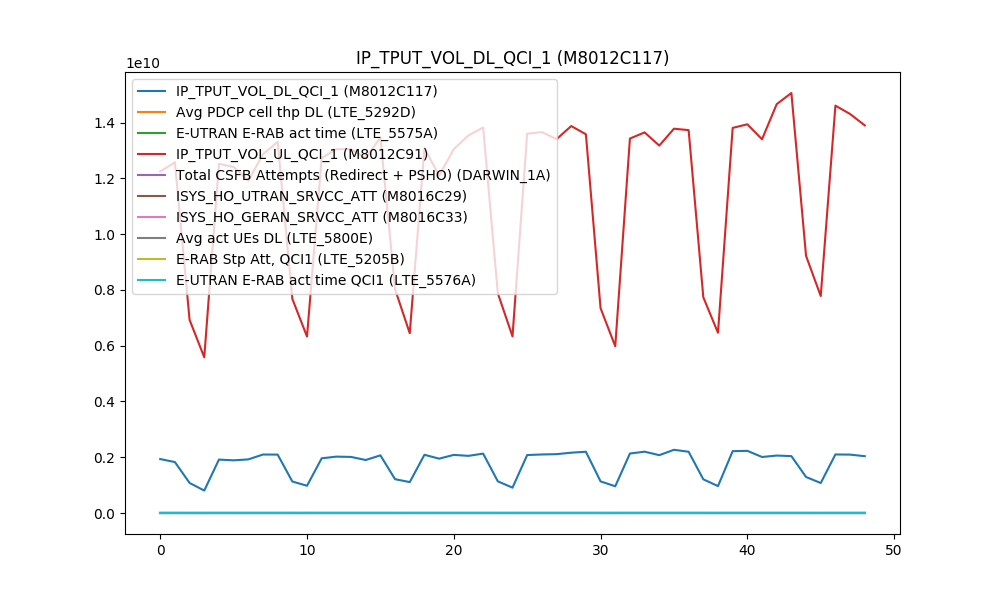 IP_TPUT_VOL_DL_QCI_1 (M8012C117)
1e10
IP_TPUT_VOL_DL_QCI_1 (M8012C117)
Avg PDCP cell thp DL (LTE_5292D)
E-UTRAN E-RAB act time (LTE_5575A)
IP_TPUT_VOL_UL_QCI_1 (M8012C91)
Total CSFB Attempts (Redirect + PSHO) (DARWIN_1A)
ISYS_HO_UTRAN_SRVCC_ATT (M8016C29)
ISYS_HO_GERAN_SRVCC_ATT (M8016C33)
Avg act UEs DL (LTE_5800E)
E-RAB Stp Att, QCI1 (LTE_5205B)
E-UTRAN E-RAB act time QCI1 (LTE_5576A)
1.4
1.2
1.0
0.8
0.6
0.4
0.2
0.0
0 10 20 30 40 50